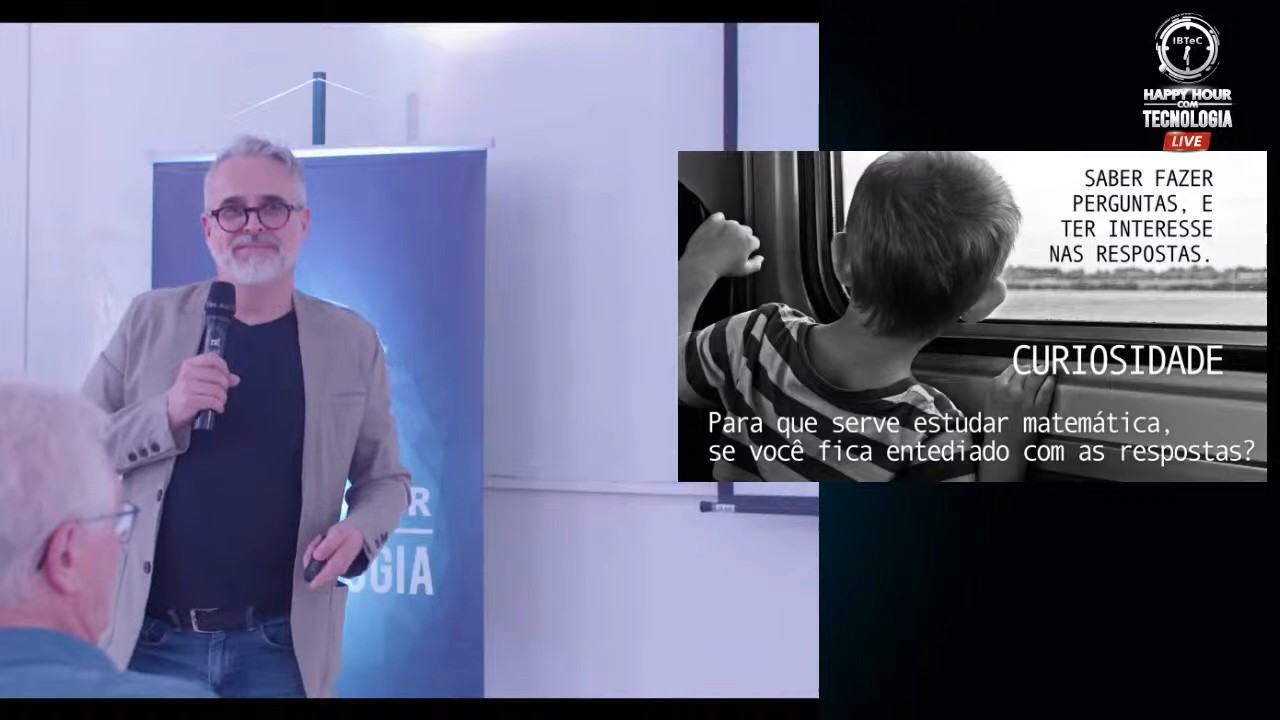 IBTeC
HAPPY HOUR
COM
TECNOLOGIA
LIVE
SABER FAZER
PERGUNTAS, E
TER INTERESSE
NAS RESPOSTAS.
CURIOSIDADE
Para que serve estudar matemática,
se você fica entediado com as respostas?
R
OGIA